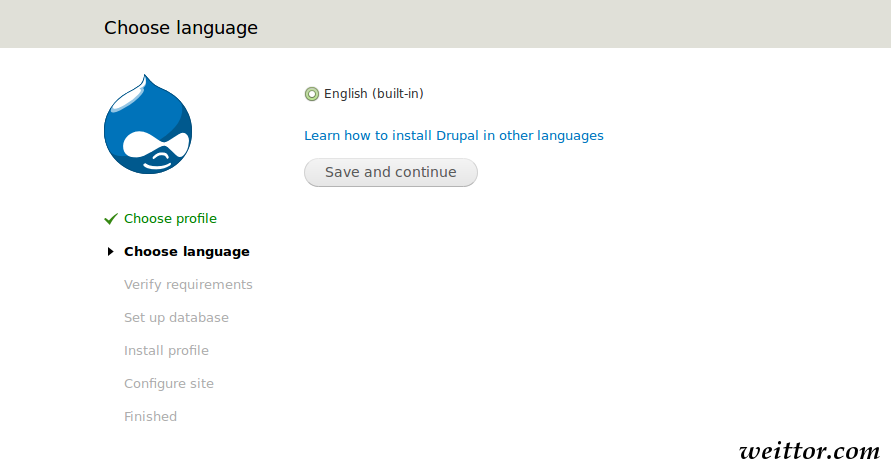 Choose language
English (built-in)
Learn how to install Drupal in other languages
Save and continue
Choose profile
Choose language
Verify requirements
Set up database
Install profile
Configure site
Finished
weittor.com